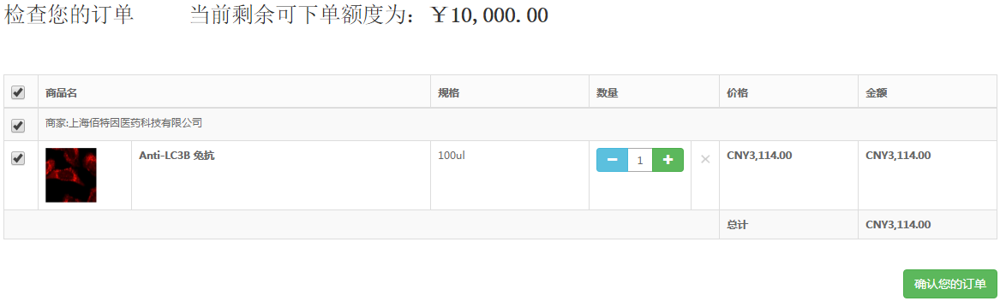 检查您的订单 当前剩余可下单额度为：￥10,000.00
商品名 规格 数量 价格 金额
商家:上海佰特因医药科技有限公司
Anti-LC3B 兔抗 100ul 1 CNY3,114.00 CNY3,114.00
总计 CNY3,114.00
确认您的订单